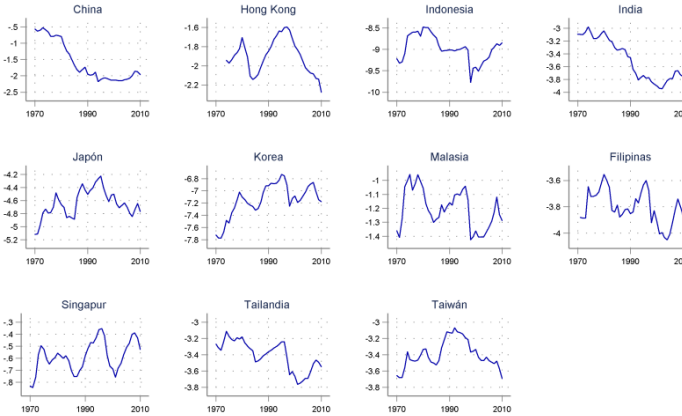 China
Hong Kong
Indonesia
India
-.5
-1
-1.5
-2
-2.5
1970 1990 2010
-1.6
-1.8
-2
-2.2
1970 1990 2010
-8.5
-9
-9.5
-10
1970 1990 2010
-3
-3.2
-3.4
-3.6
-3.8
-4
1970 1990 2010
Japón
Korea
Malasia
Filipinas
-4.2
-4.4
-4.6
-4.8
-5
-5.2
1970 1990 2010
-6.8
-7
-7.2
-7.4
-7.6
-7.8
1970 1990 2010
-1
-1.1
-1.2
-1.3
-1.4
1970 1990 2010
-3.6
-3.8
-4
1970 1990 2010
Singapur
Tailandia
Taiwán
-.3
-.4
-.5
-.6
-.7
-.8
1970 1990 2010
-3
-3.2
-3.4
-3.6
-3.8
1970 1990 2010
-3
-3.2
-3.4
-3.6
-3.8
1970 1990 2010